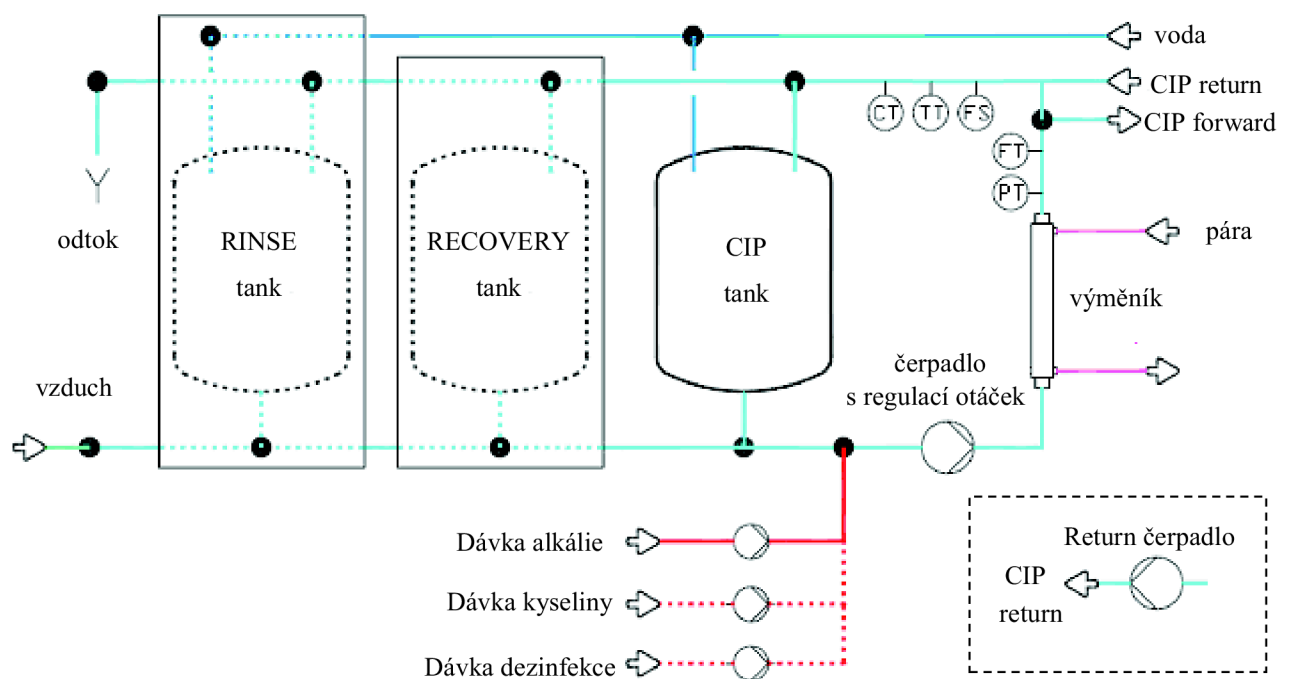 voda
CIP return
CIP forward
CT
TT
FS
FT
PT
odtok
RINSE
tank
RECOVERY
tank
CIP
tank
pára
výměník
vzduch
čerpadlo
s regulací otáček
Dávka alkálie
Dávka kyseliny
Dávka dezinfekce
Return čerpadlo
CIP
return